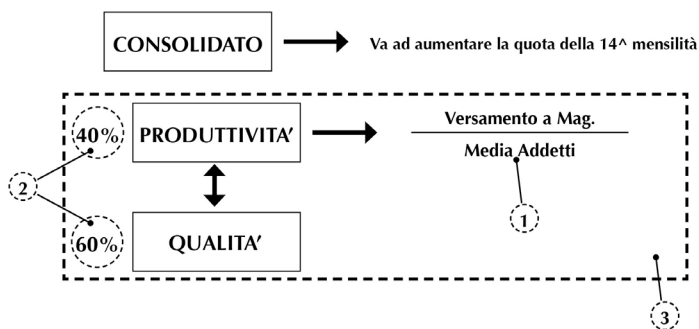 CONSOLIDATO
Va ad aumentare la quota della 14^ mensilità
40%
PRODUTTIVITA’
Versamento a Mag.
Media Addetti
2
1
60%
QUALITA’
3